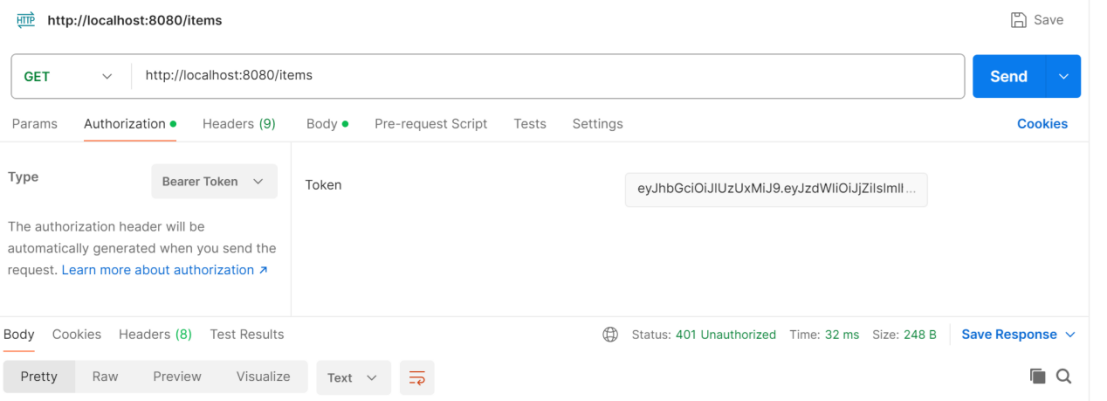 HTTP http://localhost:8080/items Save
GET http://localhost:8080/items Send
Params Authorization Headers (9) Body Pre-request Script Tests Settings Cookies
Type Bearer Token Token eyJhbGciOiJIUzUxMiJ9.eyJzdWIiOiJjZiIsImlI...
The authorization header will be
automatically generated when you send the
request. Learn more about authorization ↗
Body Cookies Headers (8) Test Results Status: 401 Unauthorized Time: 32 ms Size: 248 B Save Response
Pretty Raw Preview Visualize Text